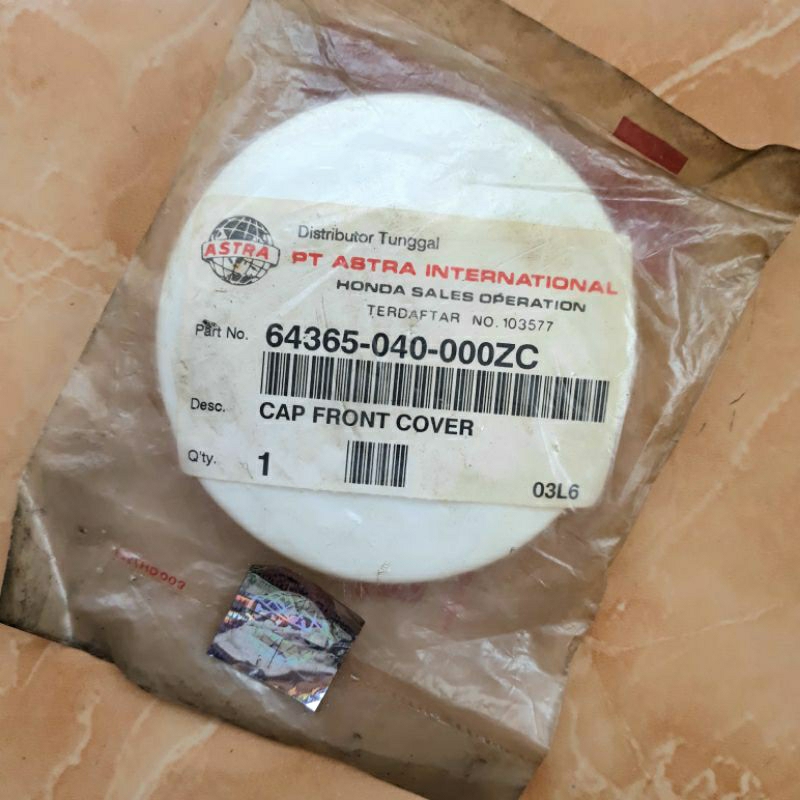 ASTRA
Distributor Tunggal
PT ASTRA INTERNATIONAL
HONDA SALES OPERATION
TERDAFTAR NO. 103577
Part No. 64365-040-000ZC
Desc. CAP FRONT COVER
Q'ty. 1
03L6